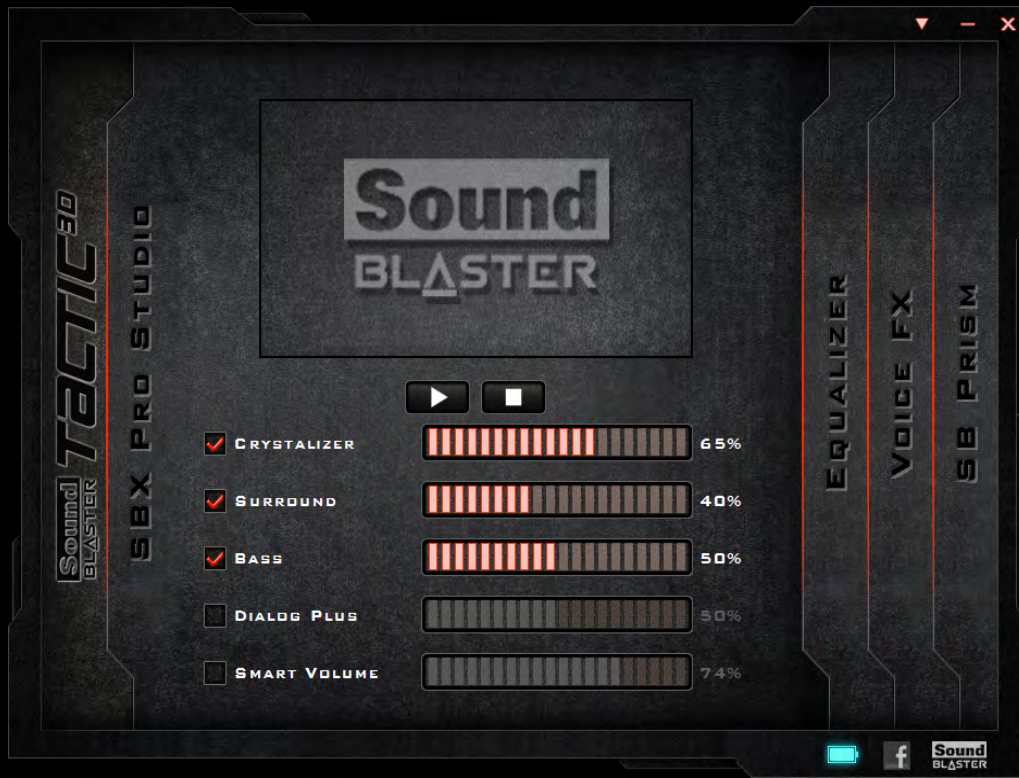 Sound
BLASTER
TACTIC3D
SBX PRO STUDIO
Sound
BLASTER
CRYSTALIZER 65%
SURROUND 40%
BASS 50%
DIALOG PLUS 50%
SMART VOLUME 74%
EQUALIZER
VOICE FX
SB PRISM
f
Sound
BLASTER